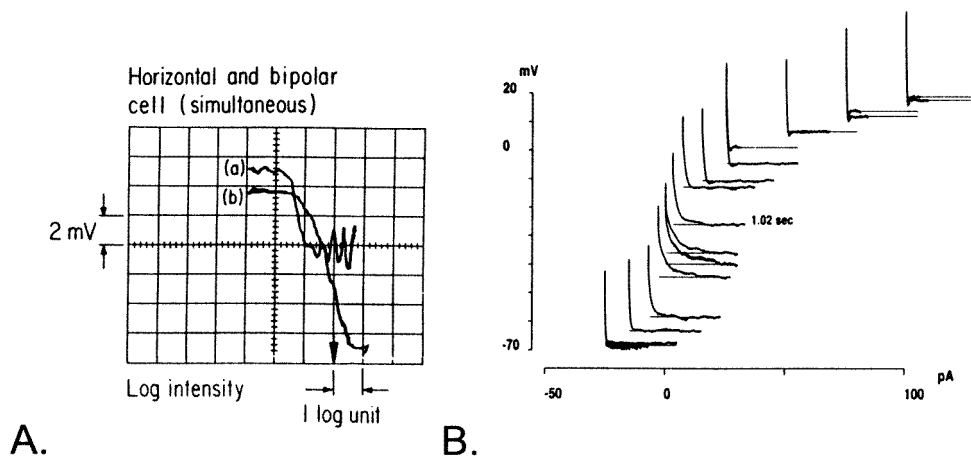 Horizontal and bipolar
cell (simultaneous)
(a)
(b)
2 mV
Log intensity
1 log unit
A.
mV
20
0
-70
1.02 sec
-50
0
100
pA
B.